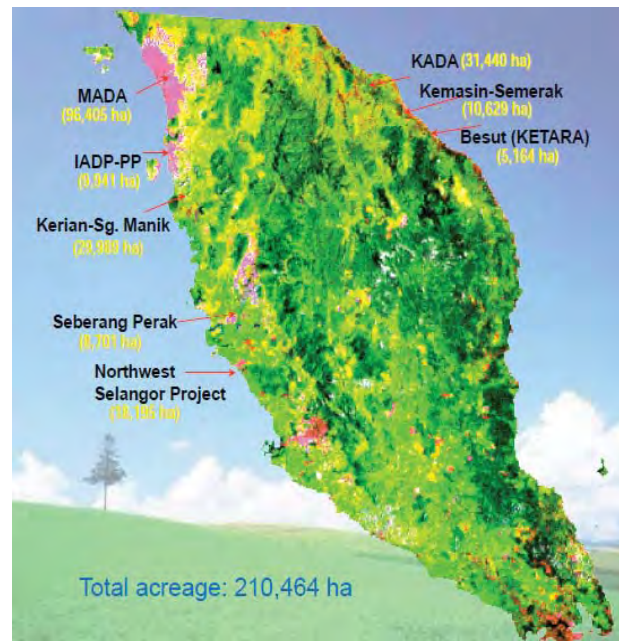 KADA (31,440 ha)
Kemasin-Semerak
(10,629 ha)
Besut (KETARA)
(5,164 ha)
MADA
(96,405 ha)
IADP-PP
(9,941 ha)
Kerian-Sg. Manik
(29,989 ha)
Seberang Perak
(8,701 ha)
Northwest
Selangor Project
(18,195 ha)
Total acreage: 210,464 ha